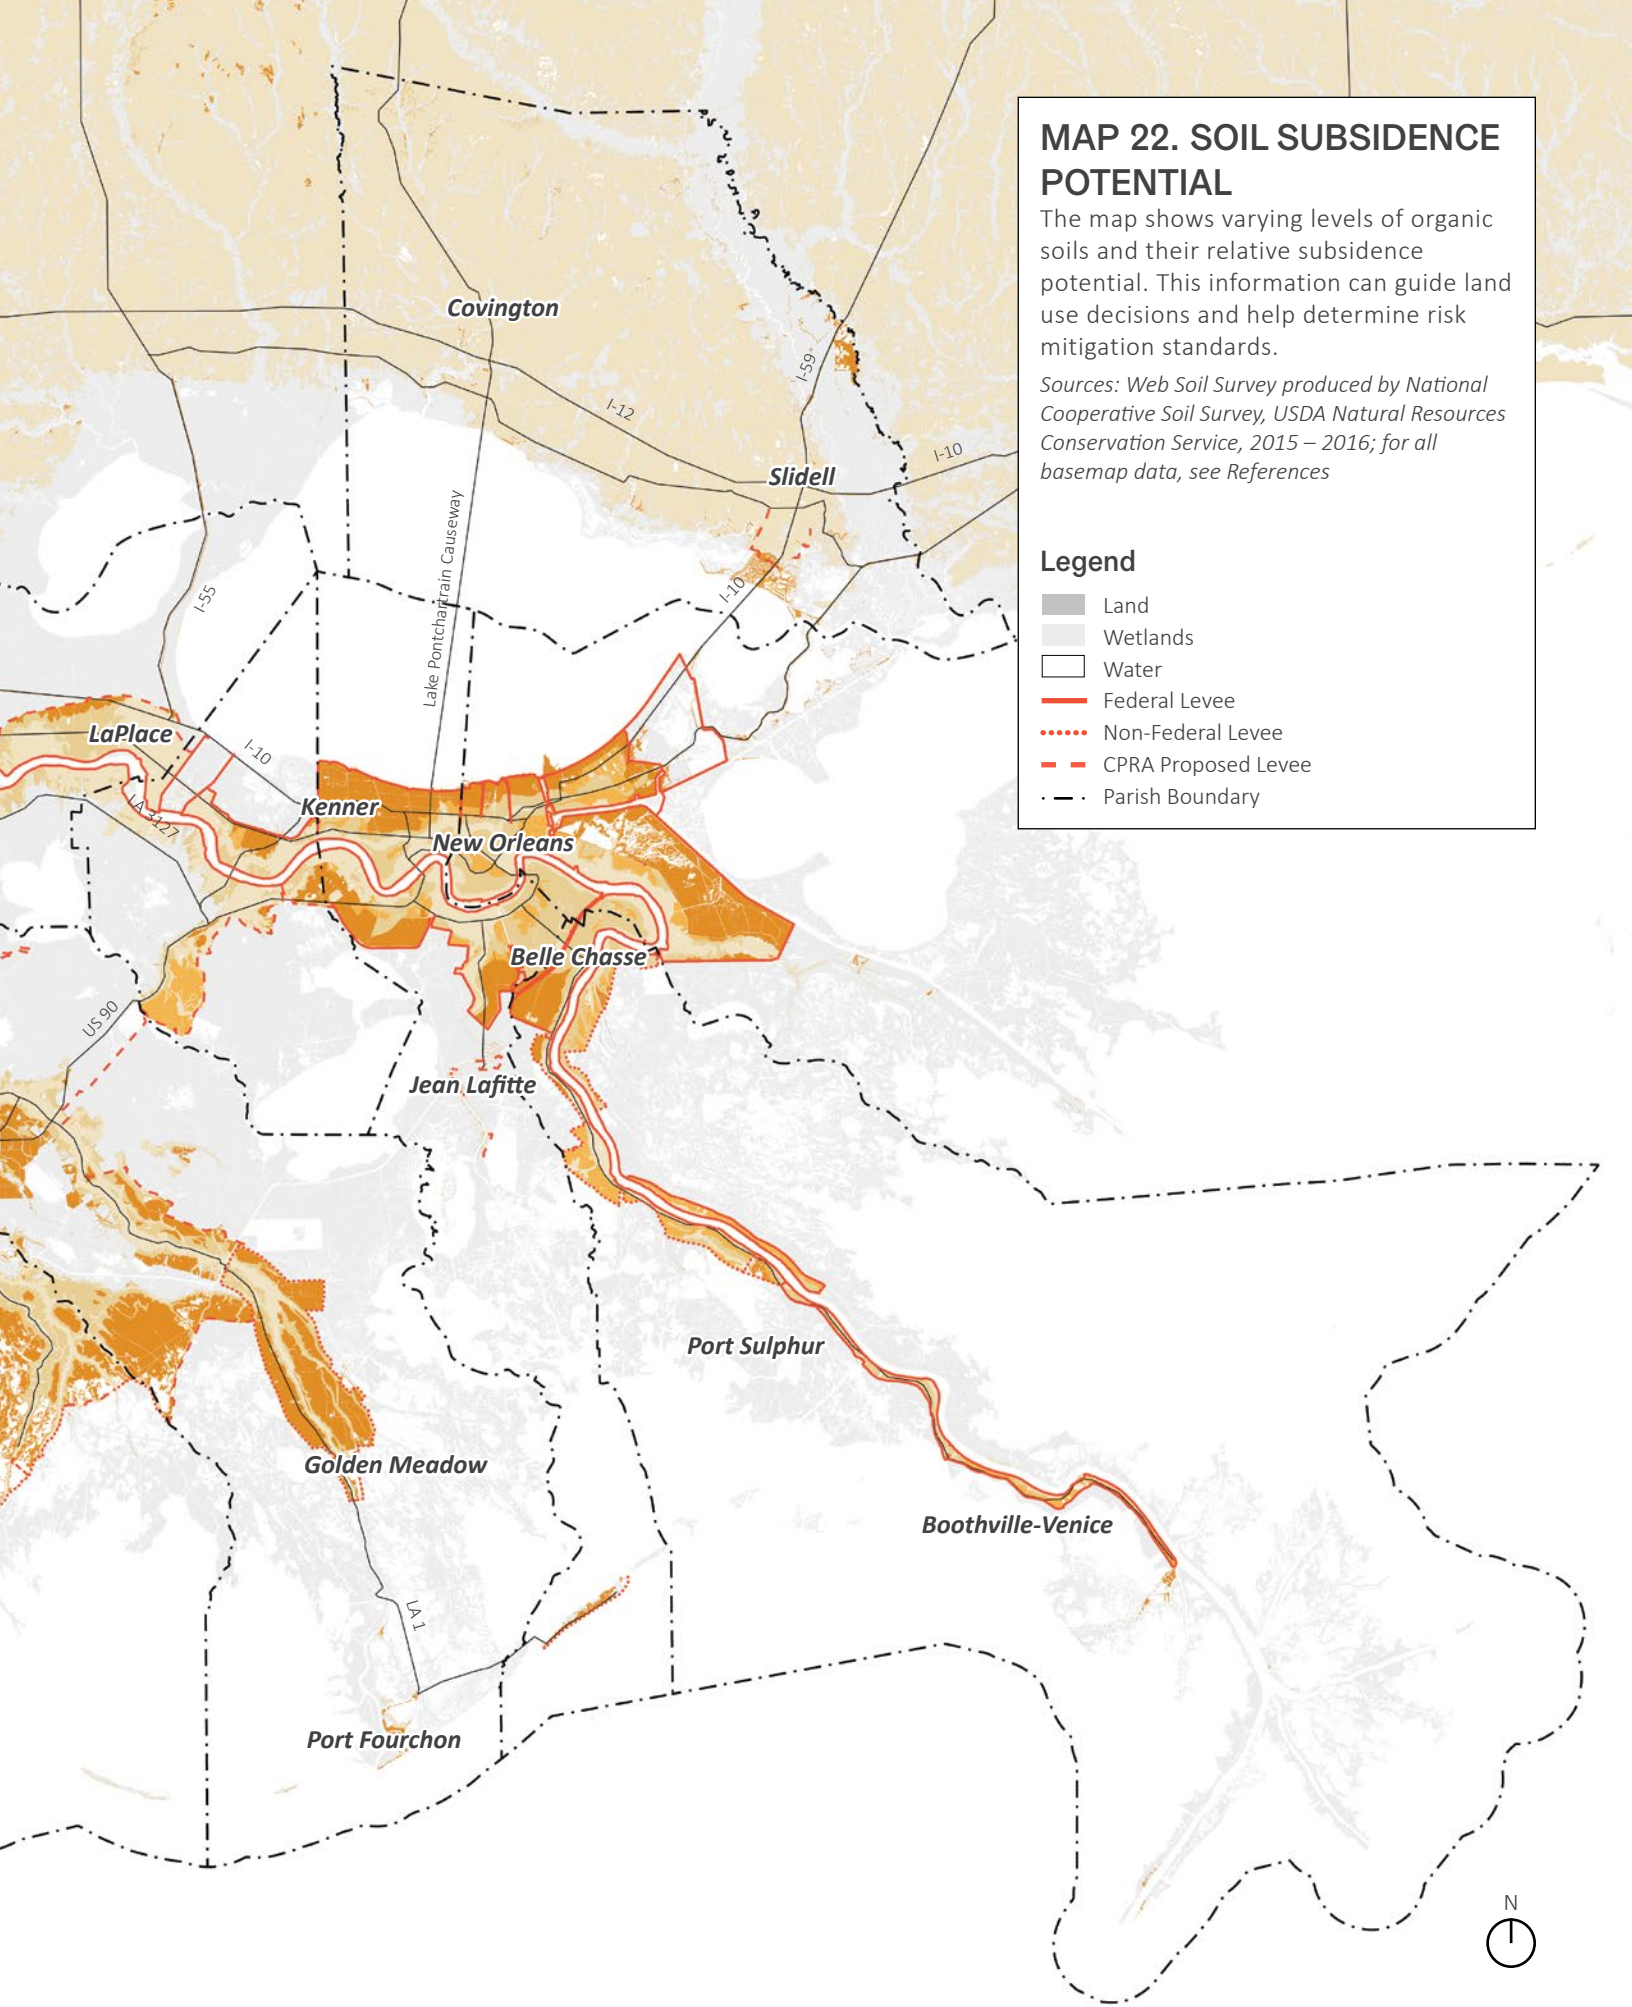 MAP 22. SOIL SUBSIDENCE
POTENTIAL
The map shows varying levels of organic
soils and their relative subsidence
potential. This information can guide land
use decisions and help determine risk
mitigation standards.
Sources: Web Soil Survey produced by National
Cooperative Soil Survey, USDA Natural Resources
Conservation Service, 2015 – 2016; for all
basemap data, see References
Legend
Land
Wetlands
Water
Federal Levee
Non-Federal Levee
CPRA Proposed Levee
Parish Boundary
Covington
I-59
I-12
I-10
Slidell
Lake Pontchartrain Causeway
I-55
I-10
LaPlace
I-10
Kenner
LA 3127
New Orleans
Belle Chasse
US 90
Jean Lafitte
Port Sulphur
Golden Meadow
Boothville-Venice
LA 1
Port Fourchon
N